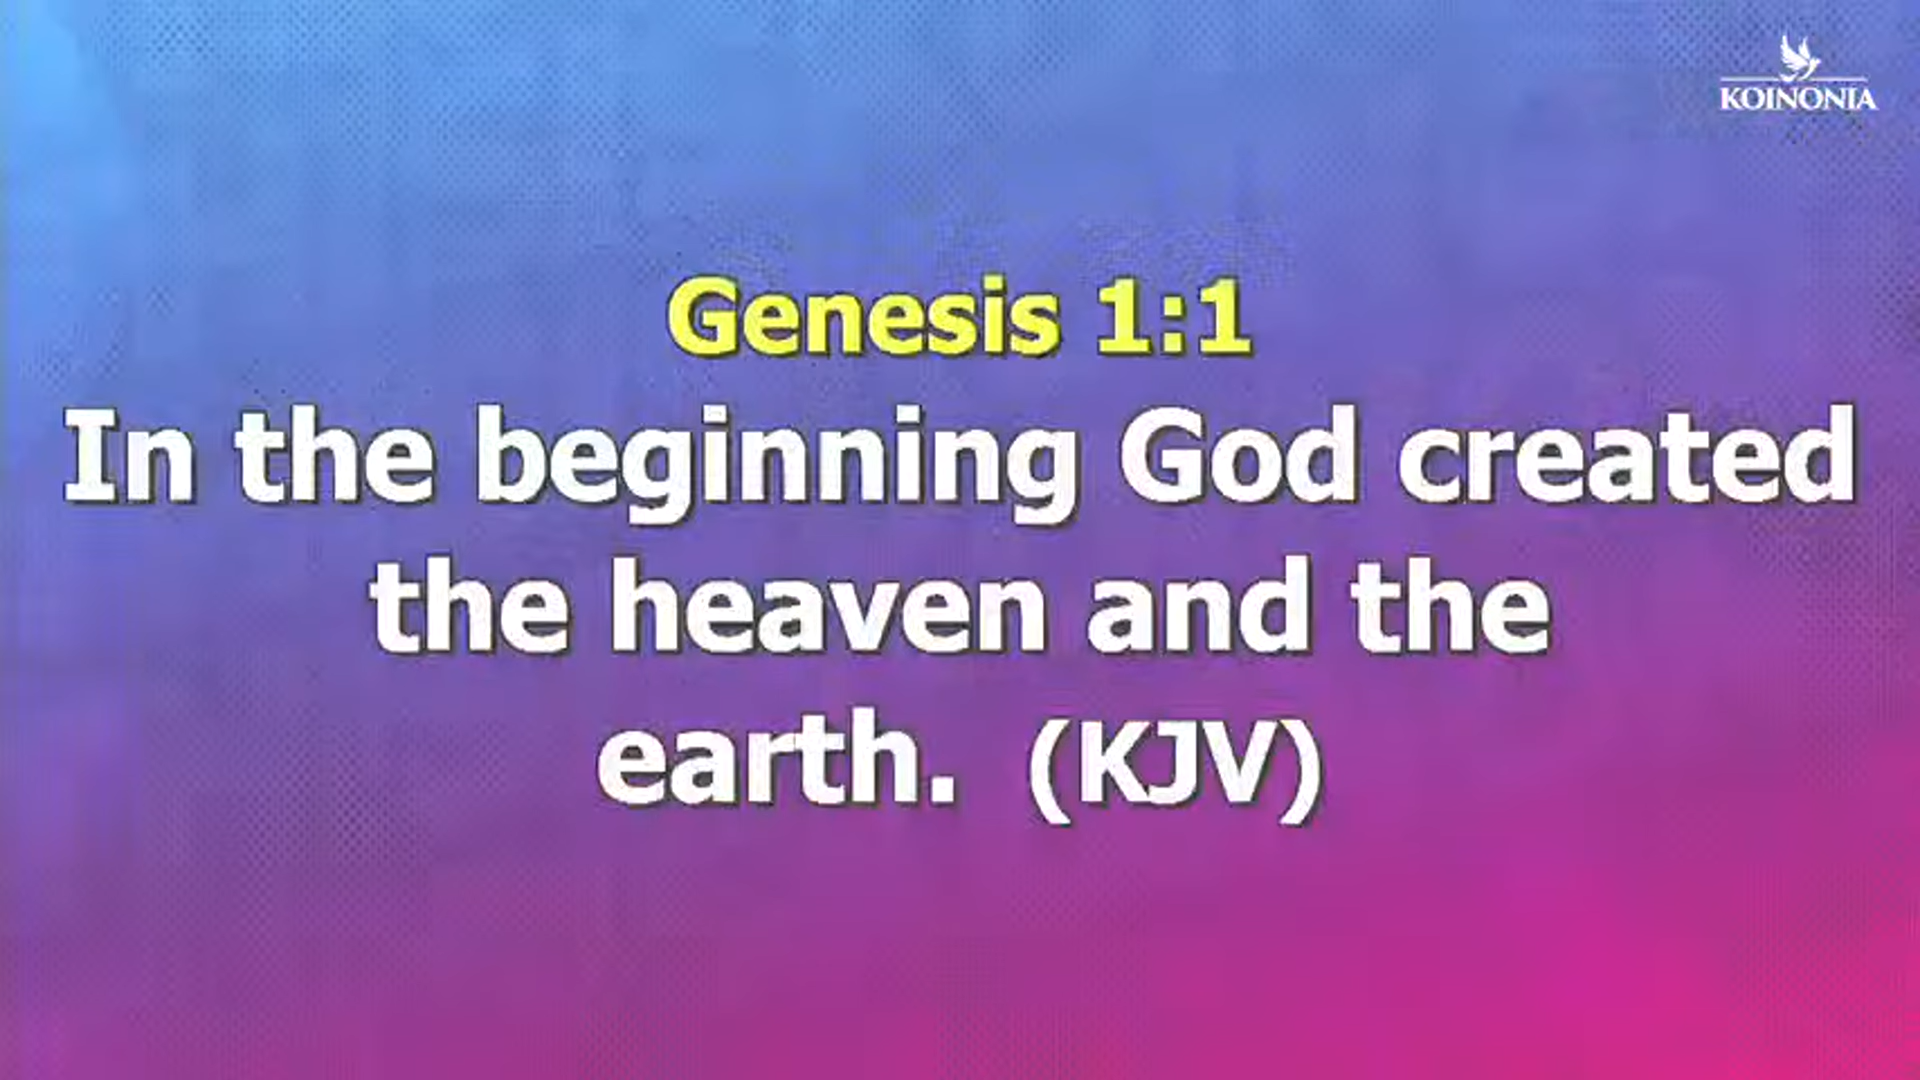 KOINONIA
Genesis 1:1
In the beginning God created
the heaven and the
earth. (KJV)